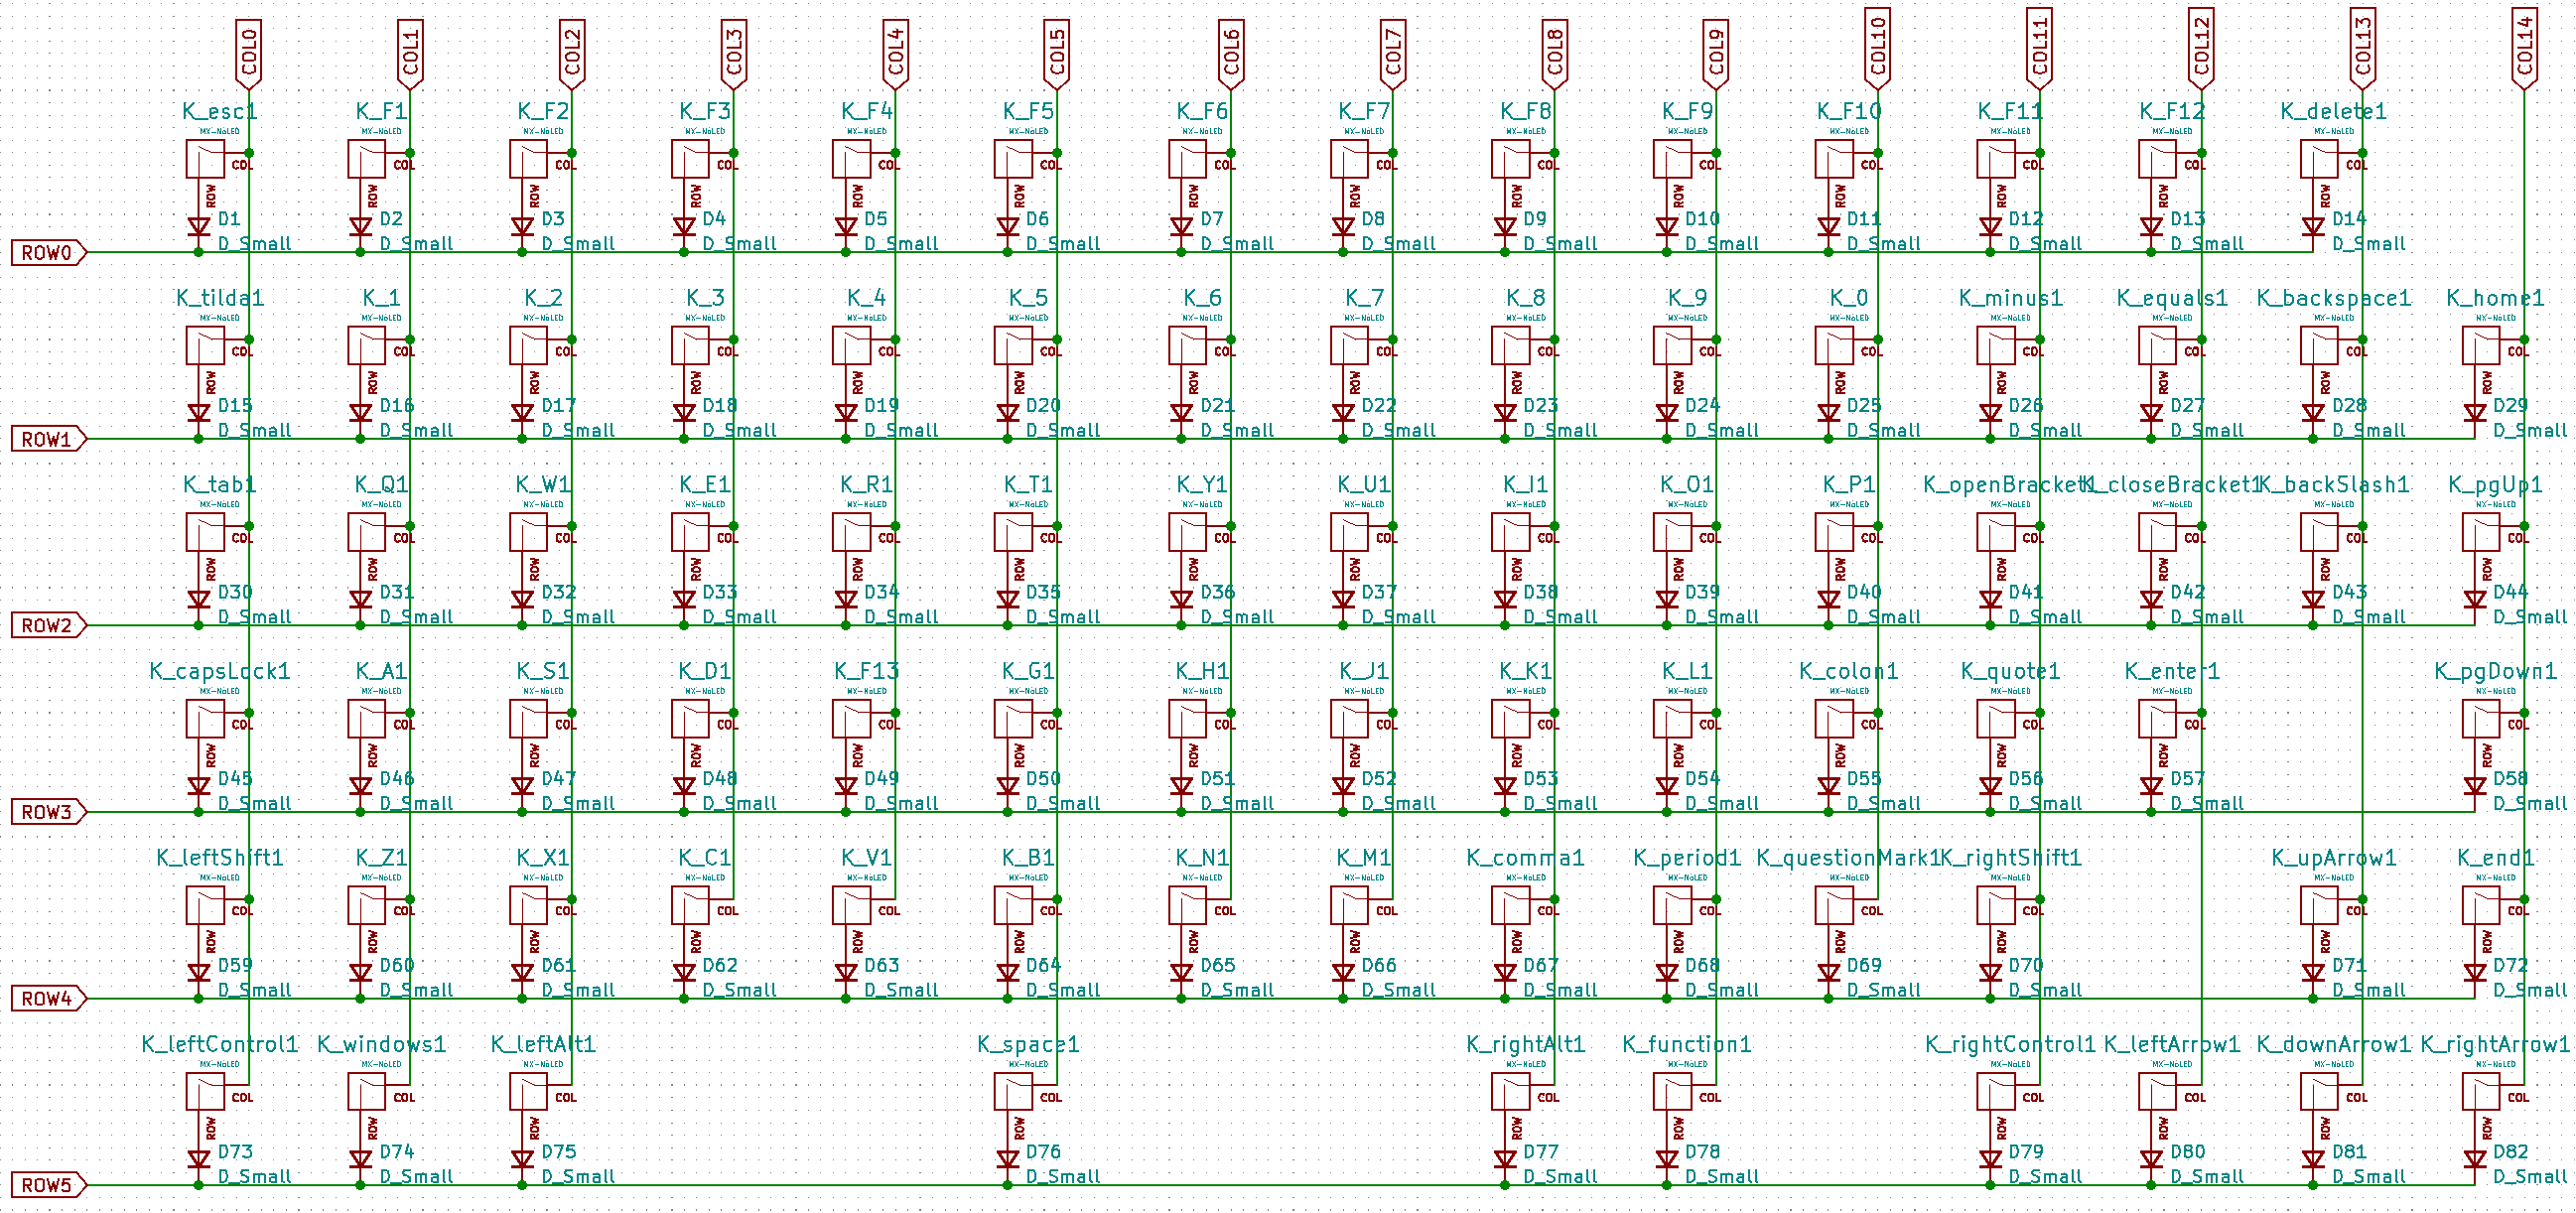 COL0 COL1 COL2 COL3 COL4 COL5 COL6 COL7 COL8 COL9 COL10 COL11 COL12 COL13 COL14
K_esc1 K_F1 K_F2 K_F3 K_F4 K_F5 K_F6 K_F7 K_F8 K_F9 K_F10 K_F11 K_F12 K_delete1
MX-NoLED MX-NoLED MX-NoLED MX-NoLED MX-NoLED MX-NoLED MX-NoLED MX-NoLED MX-NoLED MX-NoLED MX-NoLED MX-NoLED MX-NoLED MX-NoLED
COL COL COL COL COL COL COL COL COL COL COL COL COL COL
ROW ROW ROW ROW ROW ROW ROW ROW ROW ROW ROW ROW ROW ROW
D1 D2 D3 D4 D5 D6 D7 D8 D9 D10 D11 D12 D13 D14
D_Small D_Small D_Small D_Small D_Small D_Small D_Small D_Small D_Small D_Small D_Small D_Small D_Small D_Small
ROW0
K_tilda1 K_1 K_2 K_3 K_4 K_5 K_6 K_7 K_8 K_9 K_0 K_minus1 K_equals1 K_backspace1 K_home1
MX-NoLED MX-NoLED MX-NoLED MX-NoLED MX-NoLED MX-NoLED MX-NoLED MX-NoLED MX-NoLED MX-NoLED MX-NoLED MX-NoLED MX-NoLED MX-NoLED MX-NoLED
COL COL COL COL COL COL COL COL COL COL COL COL COL COL COL
ROW ROW ROW ROW ROW ROW ROW ROW ROW ROW ROW ROW ROW ROW ROW
D15 D16 D17 D18 D19 D20 D21 D22 D23 D24 D25 D26 D27 D28 D29
D_Small D_Small D_Small D_Small D_Small D_Small D_Small D_Small D_Small D_Small D_Small D_Small D_Small D_Small D_Small
ROW1
K_tab1 K_Q1 K_W1 K_E1 K_R1 K_T1 K_Y1 K_U1 K_I1 K_O1 K_P1 K_openBracket1 K_closeBracket1 K_backSlash1 K_pgUp1
MX-NoLED MX-NoLED MX-NoLED MX-NoLED MX-NoLED MX-NoLED MX-NoLED MX-NoLED MX-NoLED MX-NoLED MX-NoLED MX-NoLED MX-NoLED MX-NoLED MX-NoLED
COL COL COL COL COL COL COL COL COL COL COL COL COL COL COL
ROW ROW ROW ROW ROW ROW ROW ROW ROW ROW ROW ROW ROW ROW ROW
D30 D31 D32 D33 D34 D35 D36 D37 D38 D39 D40 D41 D42 D43 D44
D_Small D_Small D_Small D_Small D_Small D_Small D_Small D_Small D_Small D_Small D_Small D_Small D_Small D_Small D_Small
ROW2
K_capsLock1 K_A1 K_S1 K_D1 K_F13 K_G1 K_H1 K_J1 K_K1 K_L1 K_colon1 K_quote1 K_enter1 K_pgDown1
MX-NoLED MX-NoLED MX-NoLED MX-NoLED MX-NoLED MX-NoLED MX-NoLED MX-NoLED MX-NoLED MX-NoLED MX-NoLED MX-NoLED MX-NoLED MX-NoLED
COL COL COL COL COL COL COL COL COL COL COL COL COL COL
ROW ROW ROW ROW ROW ROW ROW ROW ROW ROW ROW ROW ROW ROW
D45 D46 D47 D48 D49 D50 D51 D52 D53 D54 D55 D56 D57 D58
D_Small D_Small D_Small D_Small D_Small D_Small D_Small D_Small D_Small D_Small D_Small D_Small D_Small D_Small
ROW3
K_leftShift1 K_Z1 K_X1 K_C1 K_V1 K_B1 K_N1 K_M1 K_comma1 K_period1 K_questionMark1 K_rightShift1 K_upArrow1 K_end1
MX-NoLED MX-NoLED MX-NoLED MX-NoLED MX-NoLED MX-NoLED MX-NoLED MX-NoLED MX-NoLED MX-NoLED MX-NoLED MX-NoLED MX-NoLED MX-NoLED
COL COL COL COL COL COL COL COL COL COL COL COL COL COL
ROW ROW ROW ROW ROW ROW ROW ROW ROW ROW ROW ROW ROW ROW
D59 D60 D61 D62 D63 D64 D65 D66 D67 D68 D69 D70 D71 D72
D_Small D_Small D_Small D_Small D_Small D_Small D_Small D_Small D_Small D_Small D_Small D_Small D_Small D_Small
ROW4
K_leftControl1 K_windows1 K_leftAlt1 K_space1 K_rightAlt1 K_function1 K_rightControl1 K_leftArrow1 K_downArrow1 K_rightArrow1
MX-NoLED MX-NoLED MX-NoLED MX-NoLED MX-NoLED MX-NoLED MX-NoLED MX-NoLED MX-NoLED MX-NoLED
COL COL COL COL COL COL COL COL COL COL
ROW ROW ROW ROW ROW ROW ROW ROW ROW ROW
D73 D74 D75 D76 D77 D78 D79 D80 D81 D82
D_Small D_Small D_Small D_Small D_Small D_Small D_Small D_Small D_Small D_Small
ROW5